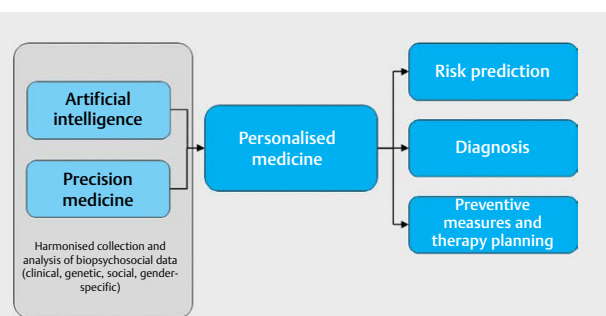 Artificial
intelligence
Precision
medicine
Harmonised collection and
analysis of biopsychosocial data
(clinical, genetic, social, gender-
specific)
Personalised
medicine
Risk prediction
Diagnosis
Preventive
measures and
therapy planning